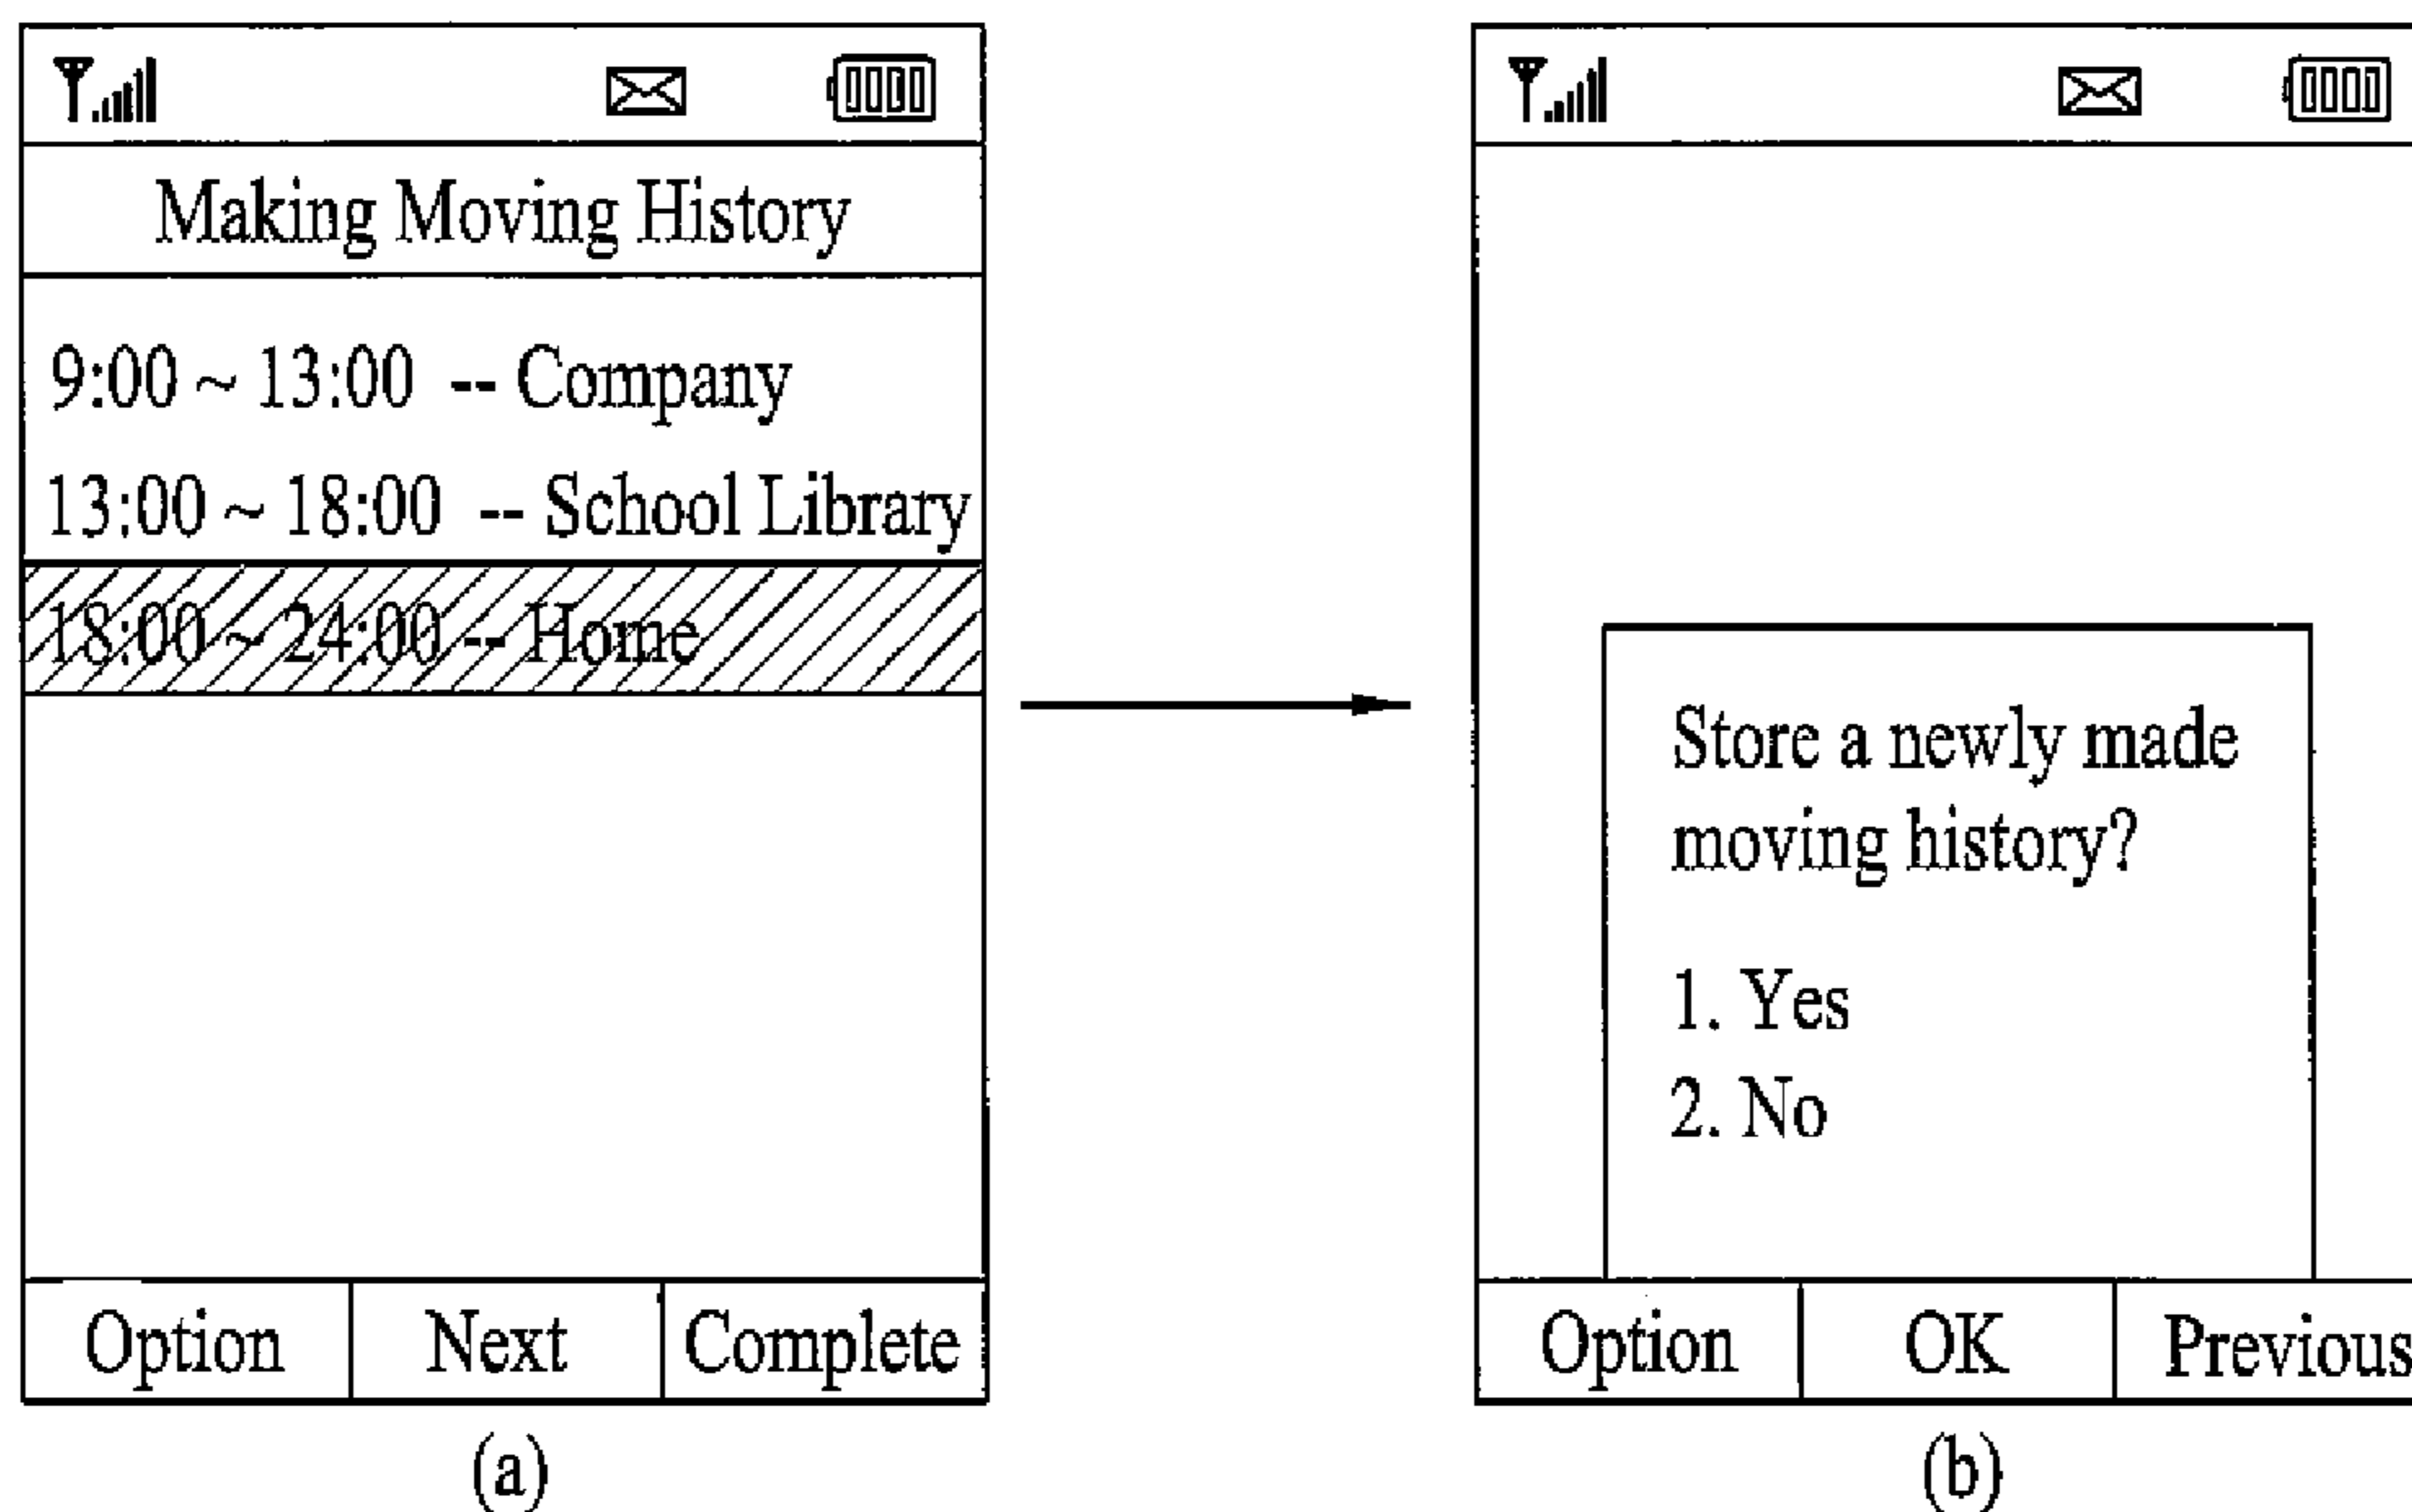 Making Moving History
9:00 ~ 13:00 -- Company
13:00 ~ 18:00 -- School Library
18:00 ~ 24:00 -- Home
Option Next Complete
(a)
Store a newly made
moving history?
1. Yes
2. No
Option OK Previous
(b)